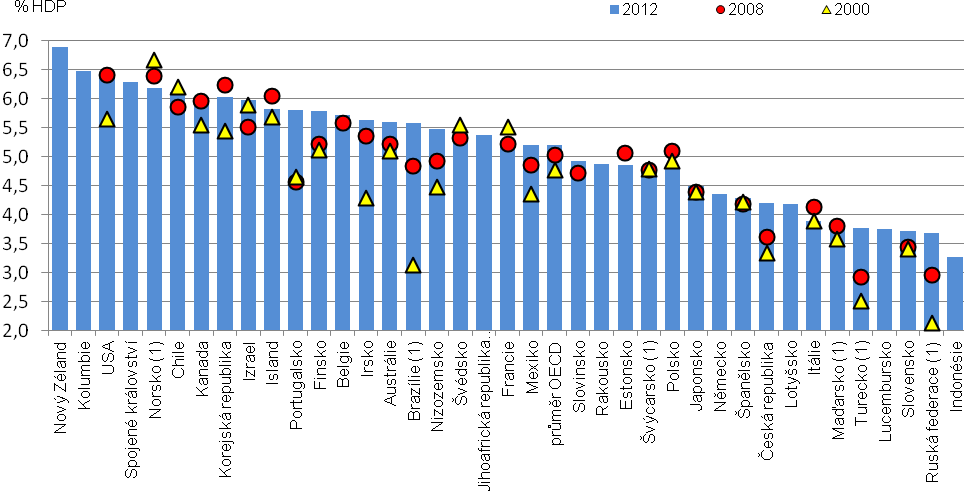 % HDP
2012 2008 2000
7,0
6,5
6,0
5,5
5,0
4,5
4,0
3,5
3,0
2,5
2,0
Nový Zéland
Kolumbie
USA
Spojené království
Norsko (1)
Chile
Kanada
Korejská republika
Izrael
Island
Portugalsko
Finsko
Belgie
Irsko
Austrálie
Brazílie (1)
Nizozemsko
Švédsko
Jihoafrická republika
Francie
Mexiko
průměr OECD
Slovinsko
Rakousko
Estonsko
Švýcarsko (1)
Polsko
Japonsko
Německo
Španělsko
Česká republika
Lotyšsko
Itálie
Maďarsko (1)
Turecko (1)
Lucembursko
Slovensko
Ruská federace (1)
Indonésie